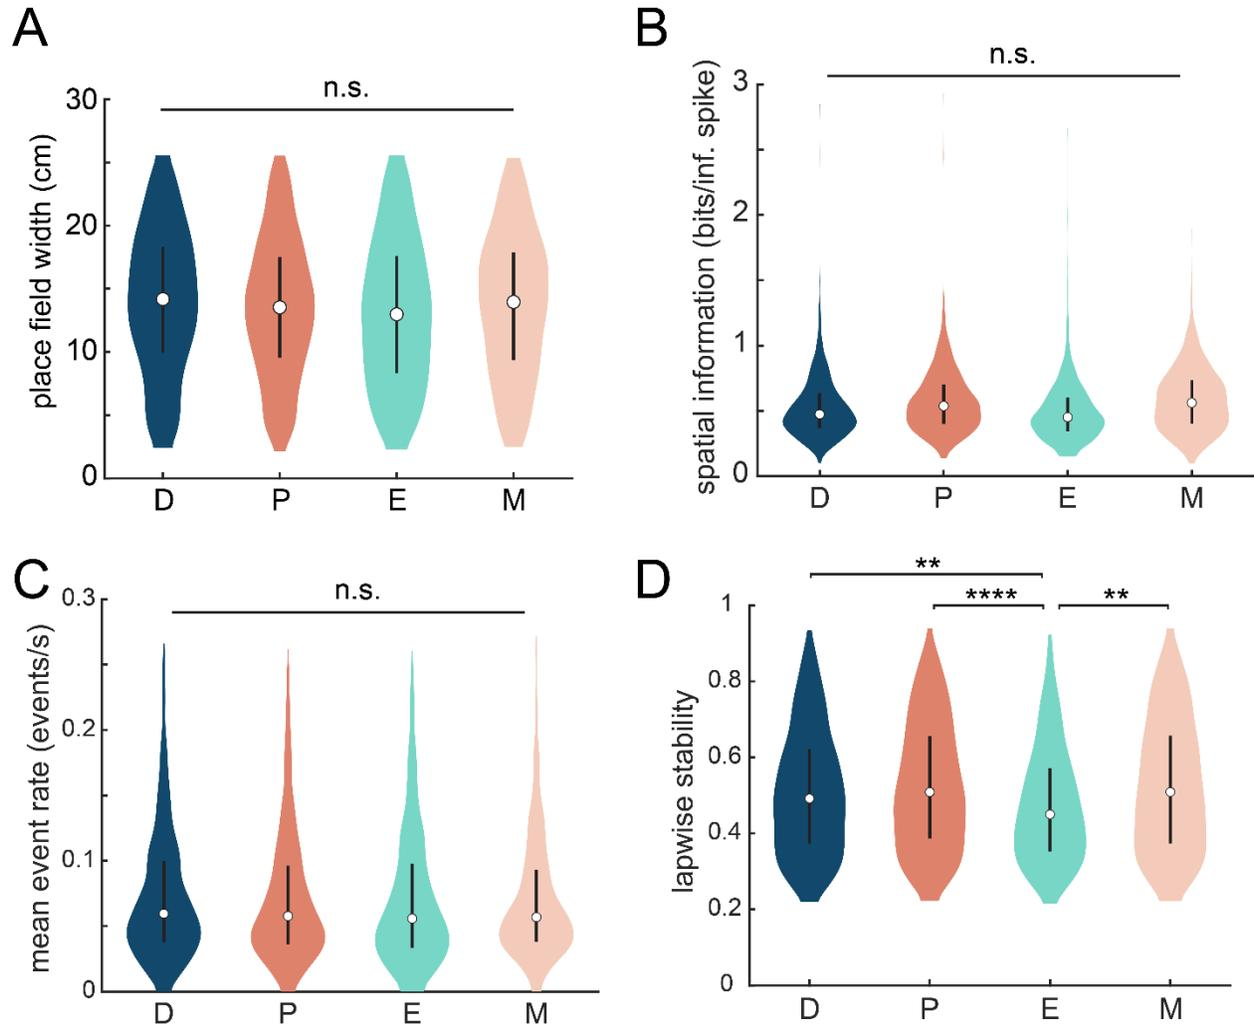 A
n.s.
place field width (cm)
30
20
10
0
D P E M
B
n.s.
spatial information (bits/inf. spike)
3
2
1
0
D P E M
C
n.s.
mean event rate (events/s)
0.3
0.2
0.1
0
D P E M
D
**
**** **
lapwise stability
1
0.8
0.6
0.4
0.2
0
D P E M